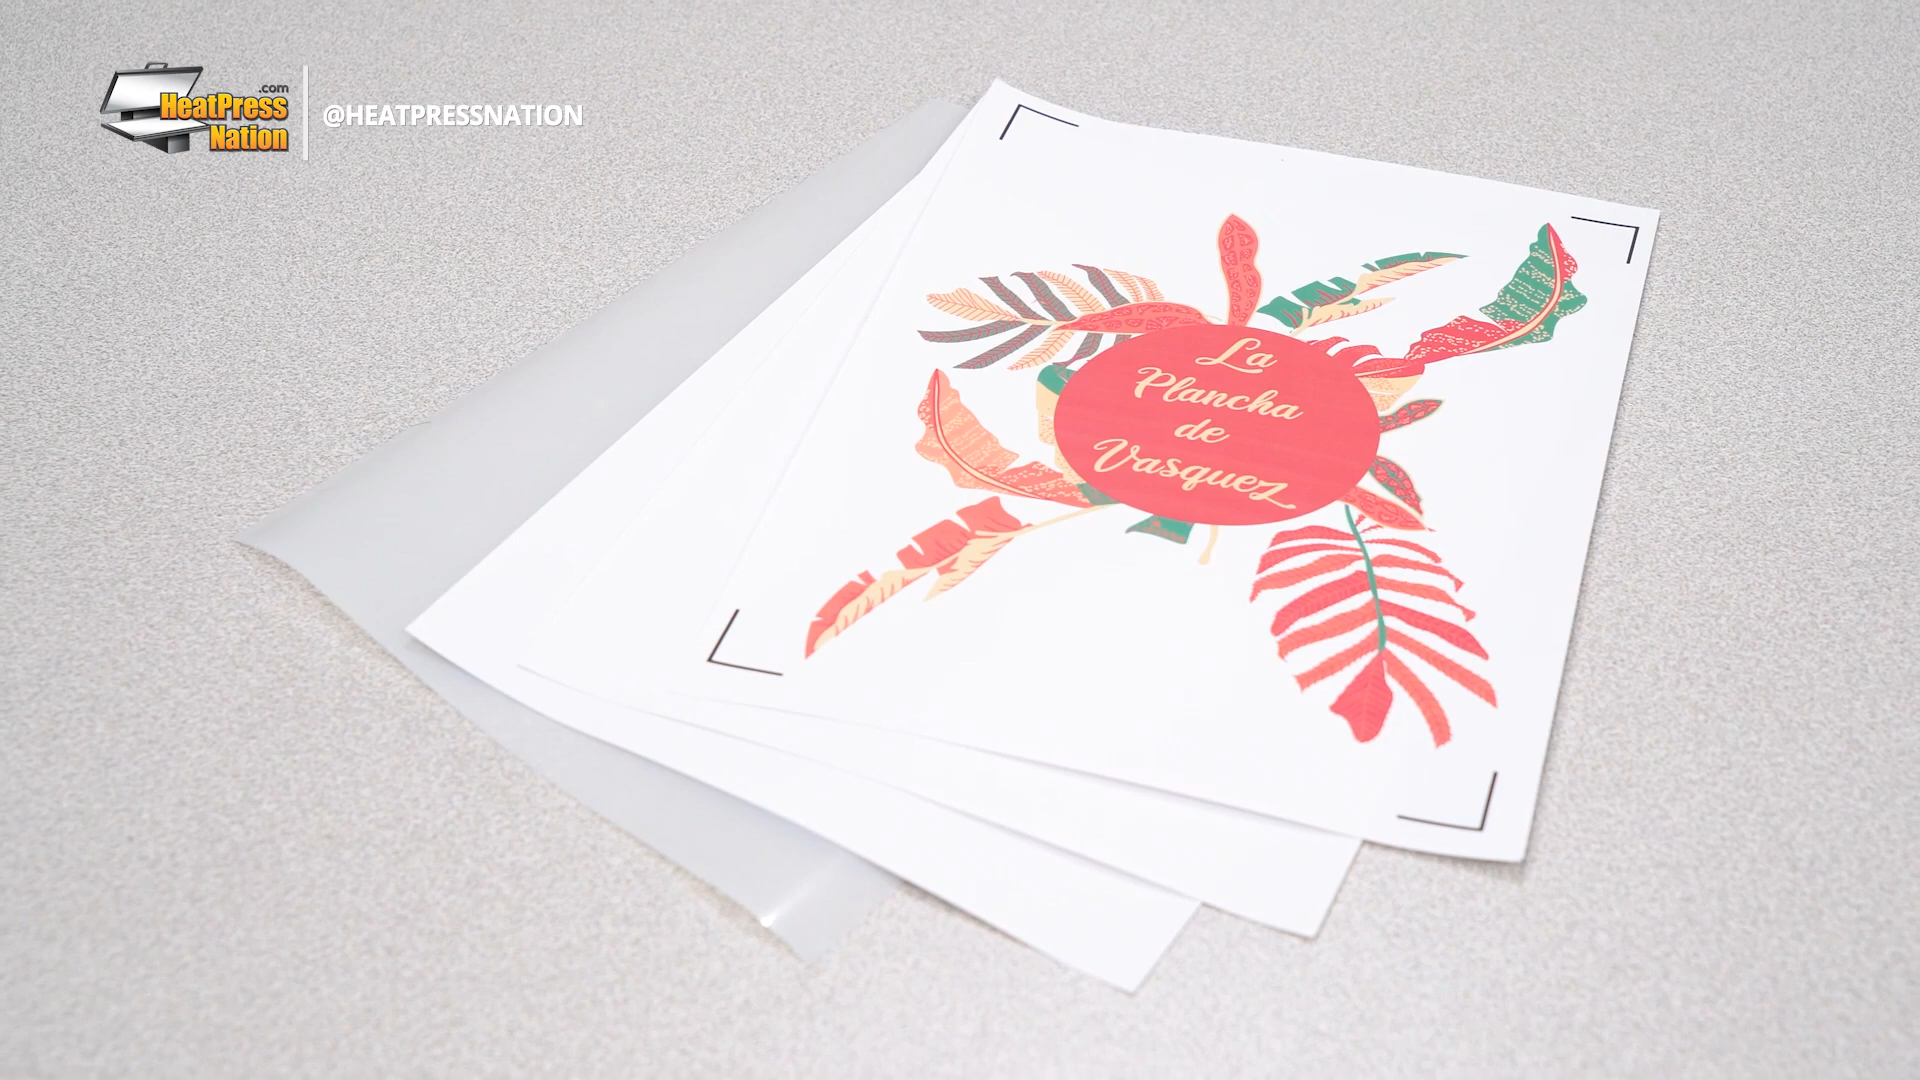 .com
HeatPress
Nation
@HEATPRESSNATION
La
Plancha
de
Vasquez